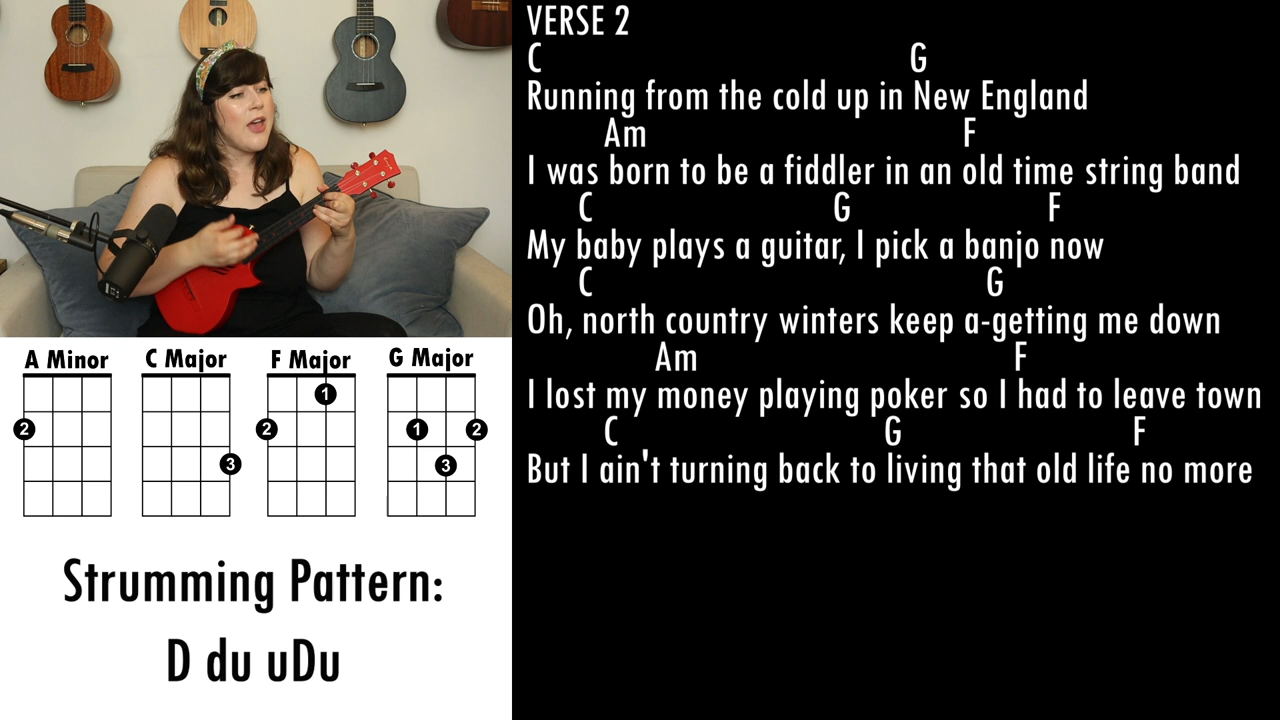 VERSE 2
C G
Running from the cold up in New England
Am F
I was born to be a fiddler in an old time string band
C G F
My baby plays a guitar, I pick a banjo now
C G
Oh, north country winters keep a-getting me down
Am F
I lost my money playing poker so I had to leave town
C G F
But I ain't turning back to living that old life no more
A Minor C Major F Major G Major
1
2 2 1 2
3 3
Strumming Pattern:
D du uDu